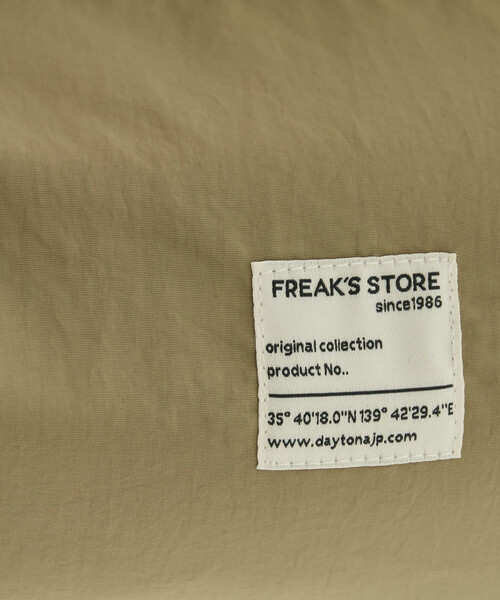 FREAK'S STORE
since1986
original collection
product No..
35° 40'18.0"N 139° 42'29.4"E
www.daytonajp.com